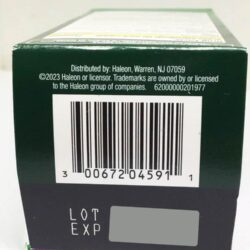 Distributed by: Haleon, Warren, NJ 07059
©2023 Haleon or licensor. Trademarks are owned by or licensed
to the Haleon group of companies. 62000000201977
3 00672 04591 1
LOT
EXP